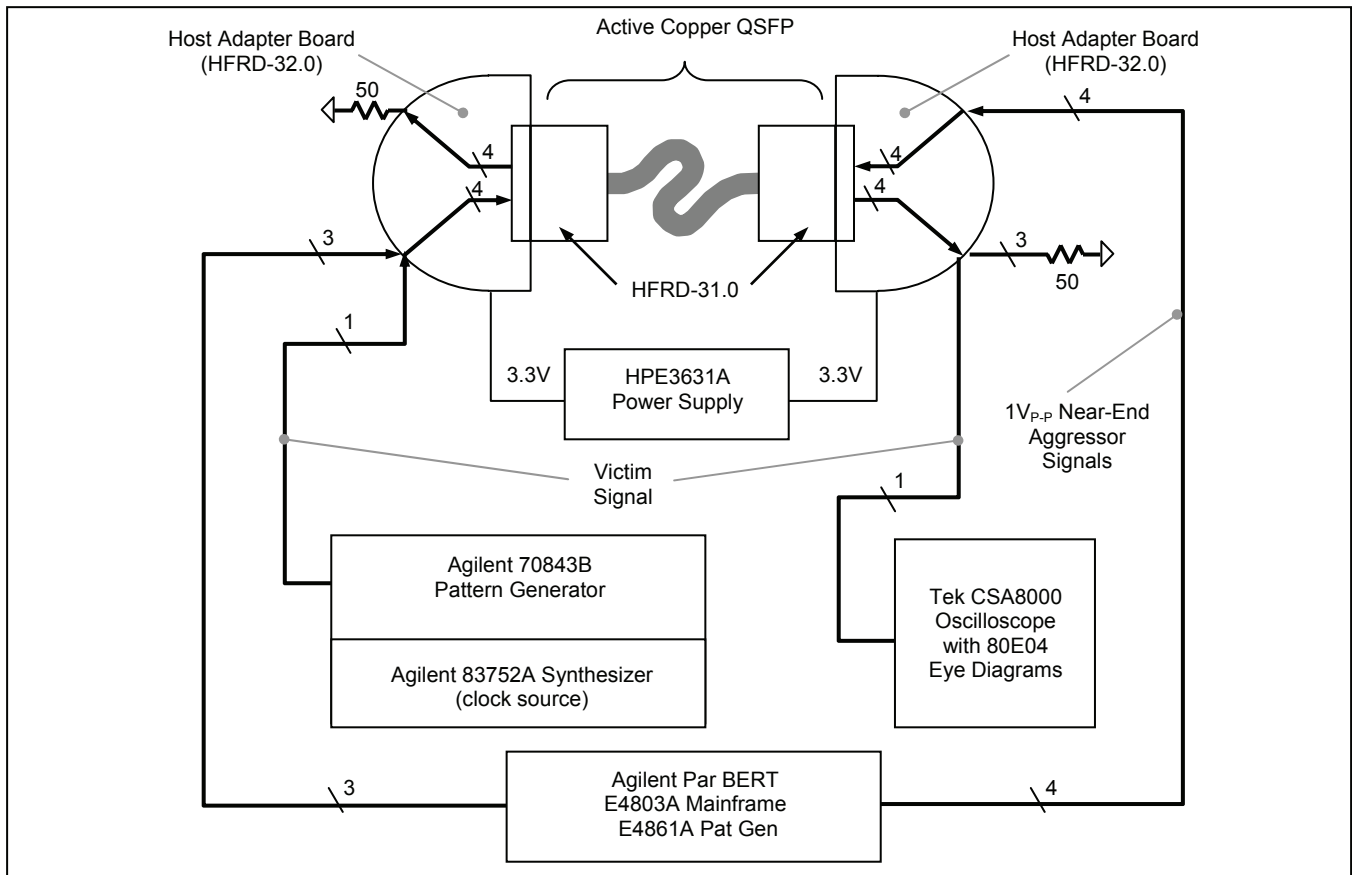 Active Copper QSFP
Host Adapter Board
(HFRD-32.0)
Host Adapter Board
(HFRD-32.0)
50
4
4
4
4
4
3
3
50
HFRD-31.0
1
3.3V
HPE3631A
Power Supply
3.3V
1VP-P Near-End
Aggressor
Signals
Victim
Signal
1
Agilent 70843B
Pattern Generator
Agilent 83752A Synthesizer
(clock source)
Tek CSA8000
Oscilloscope
with 80E04
Eye Diagrams
3
Agilent Par BERT
E4803A Mainframe
E4861A Pat Gen
4